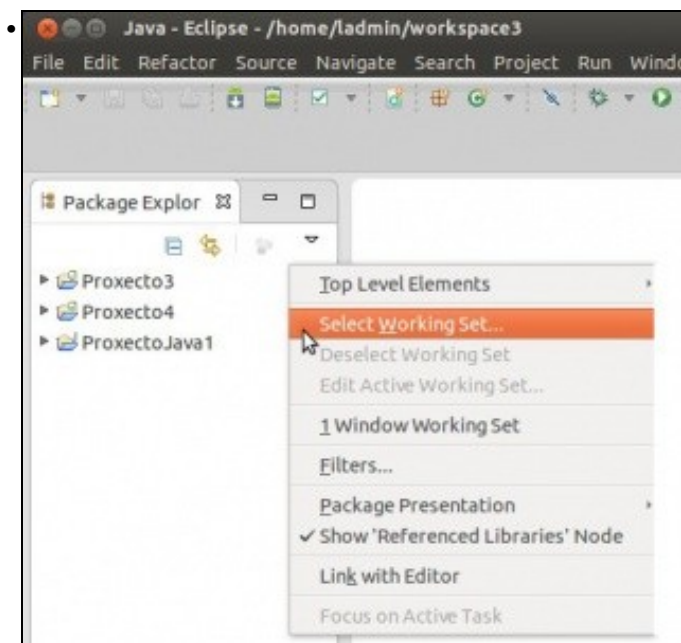 Java - Eclipse - /home/ladmin/workspace3
File Edit Refactor Source Navigate Search Project Run
Package Explor
Proxecto3
Proxecto4
ProxectoJava1
Top Level Elements
Select Working Set...
Deselect Working Set
Edit Active Working Set...
1 Window Working Set
Filters...
Package Presentation
Show 'Referenced Libraries' Node
Link with Editor
Focus on Active Task